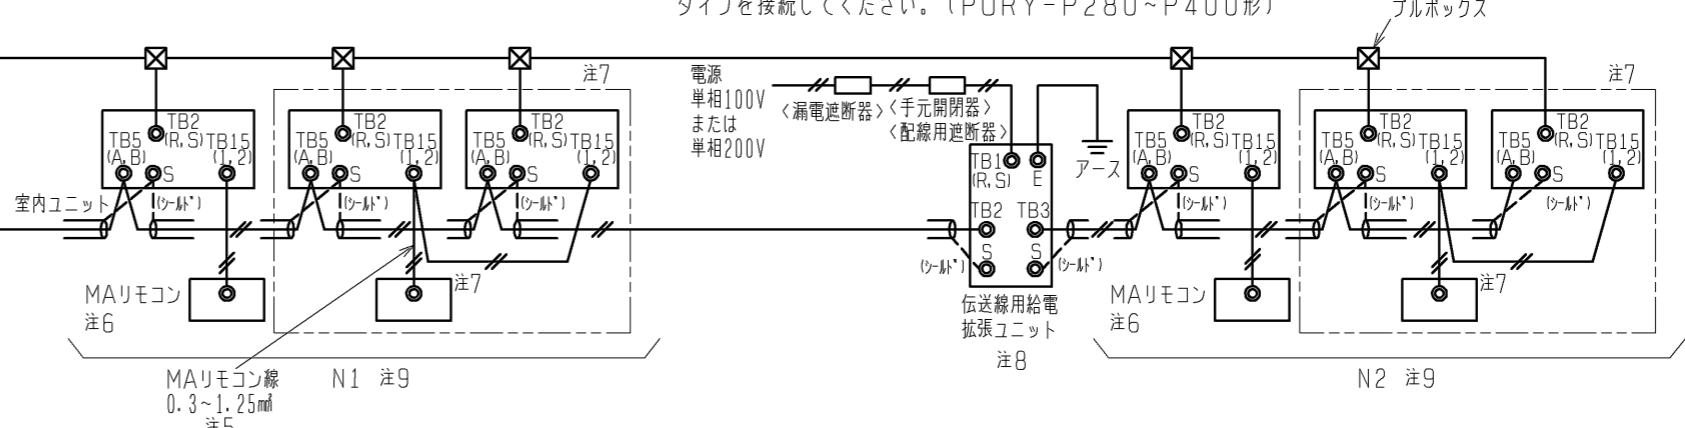 タイプを接続してください。(PURY-P280~P400形)
プルボックス
注7
電源
単相100V
または
単相200V
〈漏電遮断器〉
〈手元開閉器〉
〈配線用遮断器〉
アース
注7
TB2
(R,S)
TB5
(A,B)
S
TB15
(1,2)
TB2
(R,S)
TB5
(A,B)
S
TB15
(1,2)
TB2
(R,S)
TB5
(A,B)
S
TB15
(1,2)
TB1
(R,S)
E
TB2
TB3
S
S
TB2
(R,S)
TB5
(A,B)
S
TB15
(1,2)
TB2
(R,S)
TB5
(A,B)
S
TB15
(1,2)
TB2
(R,S)
TB5
(A,B)
S
TB15
(1,2)
室内ユニット
(シールド)
(シールド)
(シールド)
(シールド)
(シールド)
(シールド)
(シールド)
(シールド)
MAリモコン
注6
注7
伝送線用給電
拡張ユニット
注8
MAリモコン
注6
注7
MAリモコン線
0.3~1.25㎟
注5
N1 注9
N2 注9